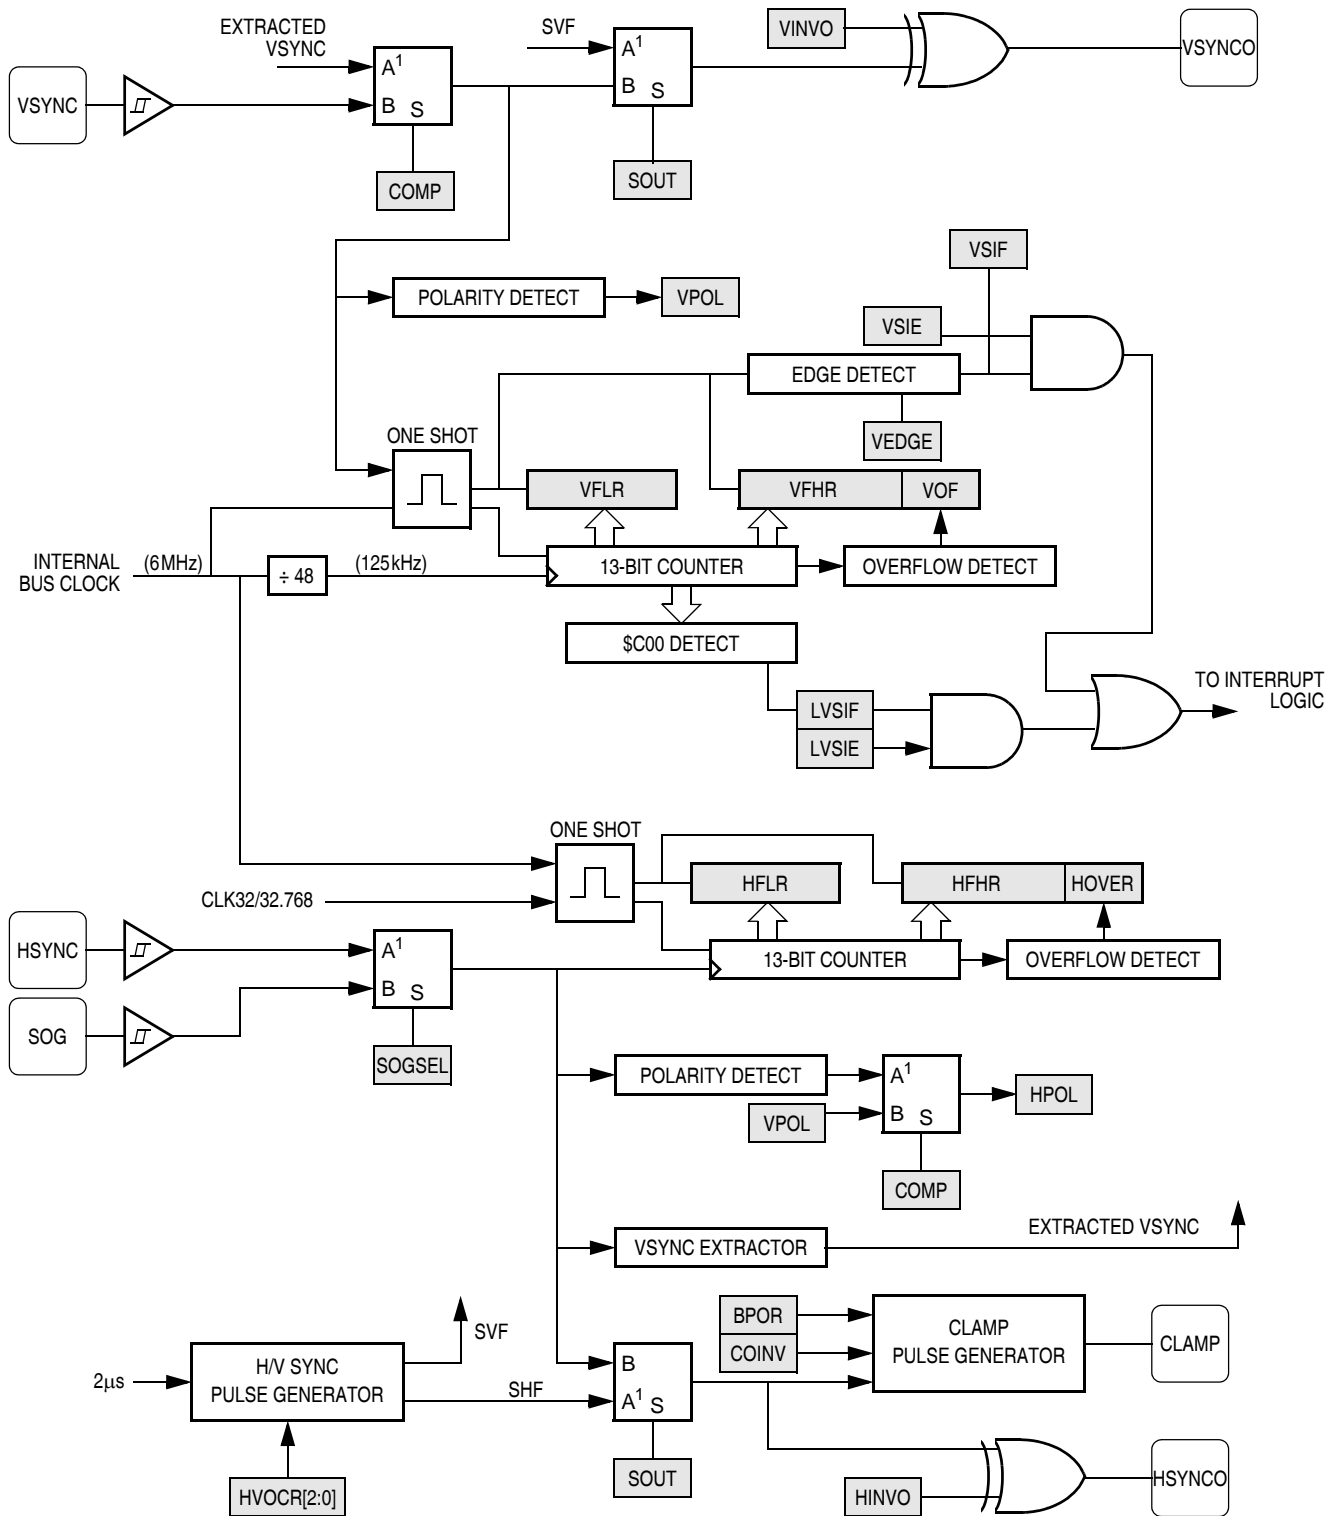 EXTRACTED
VSYNC
SVF
VINVO
VSYNCO
VSYNC
A1
B S
A1
B S
COMP
SOUT
VSIF
POLARITY DETECT
VPOL
VSIE
EDGE DETECT
VEDGE
ONE SHOT
VFLR
VFHR
VOF
INTERNAL
BUS CLOCK
(6MHz)
÷ 48
(125kHz)
13-BIT COUNTER
OVERFLOW DETECT
$C00 DETECT
LVSIF
LVSIE
TO INTERRUPT
LOGIC
ONE SHOT
CLK32/32.768
HFLR
HFHR
HOVER
HSYNC
A1
B S
13-BIT COUNTER
OVERFLOW DETECT
SOG
SOGSEL
POLARITY DETECT
A1
B S
HPOL
VPOL
COMP
VSYNC EXTRACTOR
EXTRACTED VSYNC
SVF
BPOR
COINV
CLAMP
PULSE GENERATOR
CLAMP
2µs
H/V SYNC
PULSE GENERATOR
SHF
B
A1 S
SOUT
HVOCR[2:0]
HINVO
HSYNCO